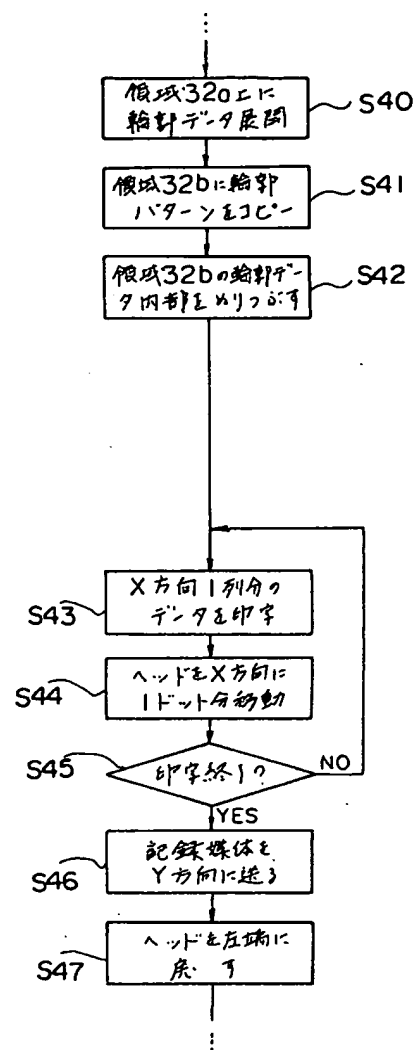 領域32a上に
輪郭データ展開
S40
領域32bに輪郭
パターンをコピー
S41
領域32bの輪郭デー
タ内部をぬりつぶす
S42
X方向1列分の
データを印字
S43
ヘッドをX方向に
1ドット分移動
S44
印字終り?
S45
NO
YES
記録媒体を
Y方向に送る
S46
ヘッドを左端に
戻す
S47